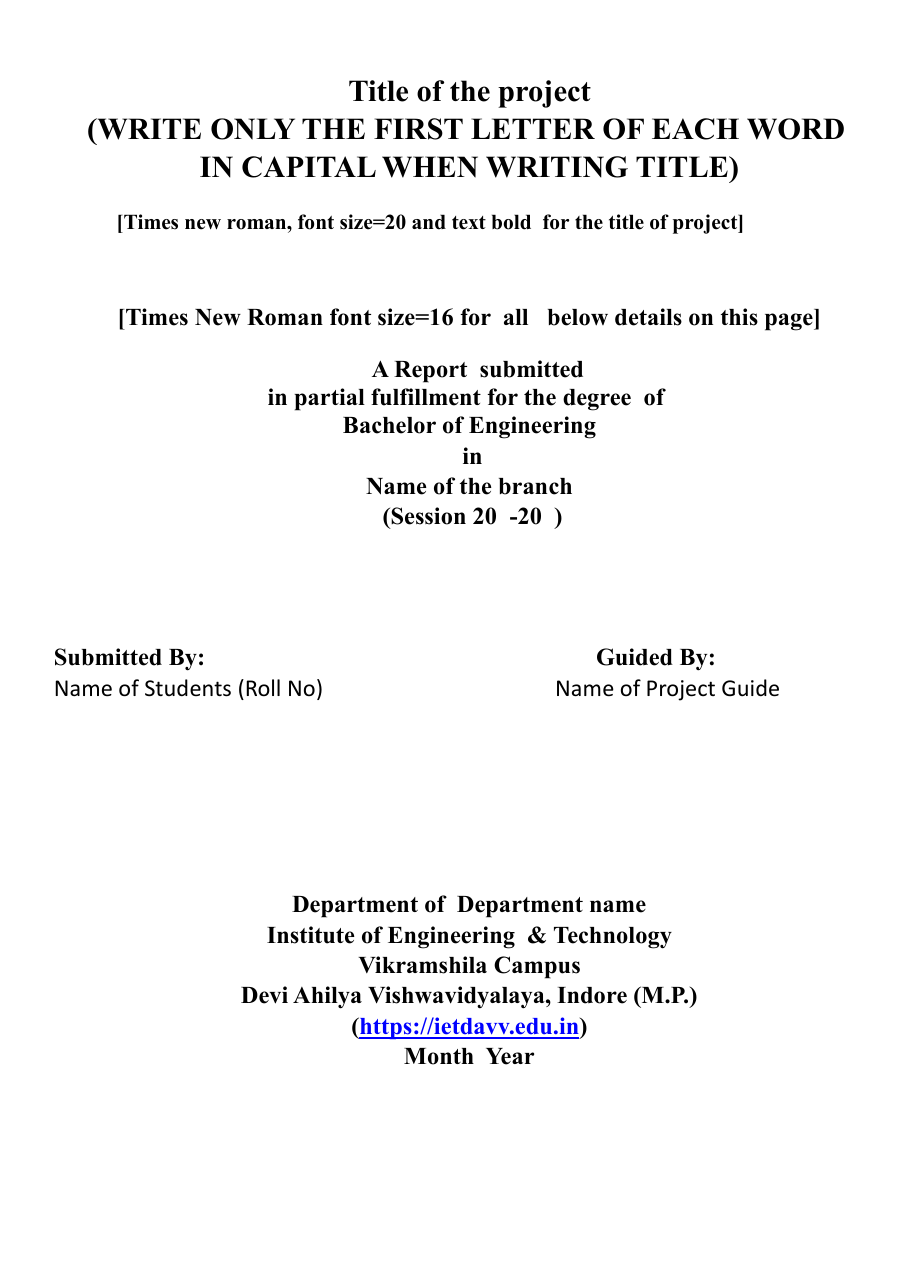 Title of the project
(WRITE ONLY THE FIRST LETTER OF EACH WORD
IN CAPITAL WHEN WRITING TITLE)
[Times new roman, font size=20 and text bold for the title of project]
[Times New Roman font size=16 for all below details on this page]
A Report submitted
in partial fulfillment for the degree of
Bachelor of Engineering
in
Name of the branch
(Session 20 -20 )
Submitted By: Guided By:
Name of Students (Roll No) Name of Project Guide
Department of Department name
Institute of Engineering & Technology
Vikramshila Campus
Devi Ahilya Vishwavidyalaya, Indore (M.P.)
(https://ietdavv.edu.in)
Month Year